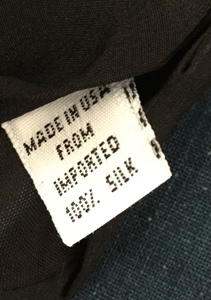 MADE IN USA
FROM
IMPORTED
100% SILK